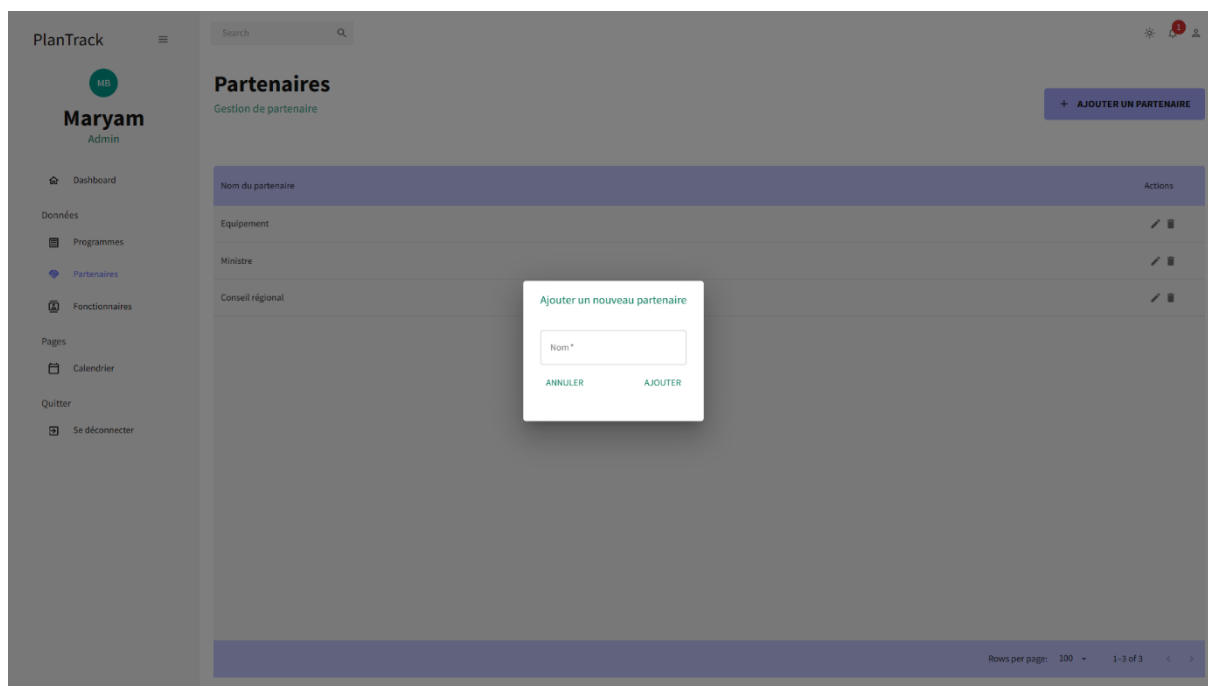 PlanTrack
Search
1
MB
Maryam
Admin
Partenaires
Gestion de partenaire
+ AJOUTER UN PARTENAIRE
Dashboard
Données
Programmes
Partenaires
Fonctionnaires
Pages
Calendrier
Quitter
Se déconnecter
Nom du partenaire Actions
Equipement
Ministre
Conseil régional
Ajouter un nouveau partenaire
Nom *
ANNULER AJOUTER
Rows per page: 100 1–3 of 3